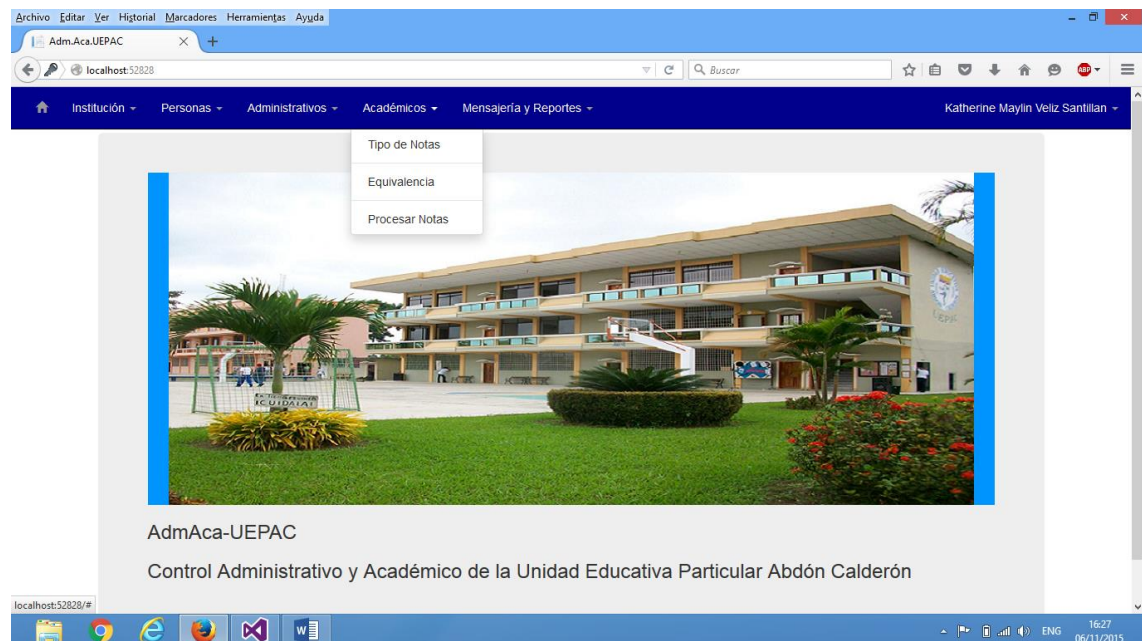 Archivo Editar Ver Historial Marcadores Herramientas Ayuda
Adm.Aca.UEPAC
localhost:52828
Buscar
ABP
Institución Personas Administrativos Académicos Mensajería y Reportes Katherine Maylin Veliz Santillan
Tipo de Notas
Equivalencia
Procesar Notas
UEPAC
AdmAca-UEPAC
Control Administrativo y Académico de la Unidad Educativa Particular Abdón Calderón
localhost:52828/#
ENG
16:27
06/11/2015